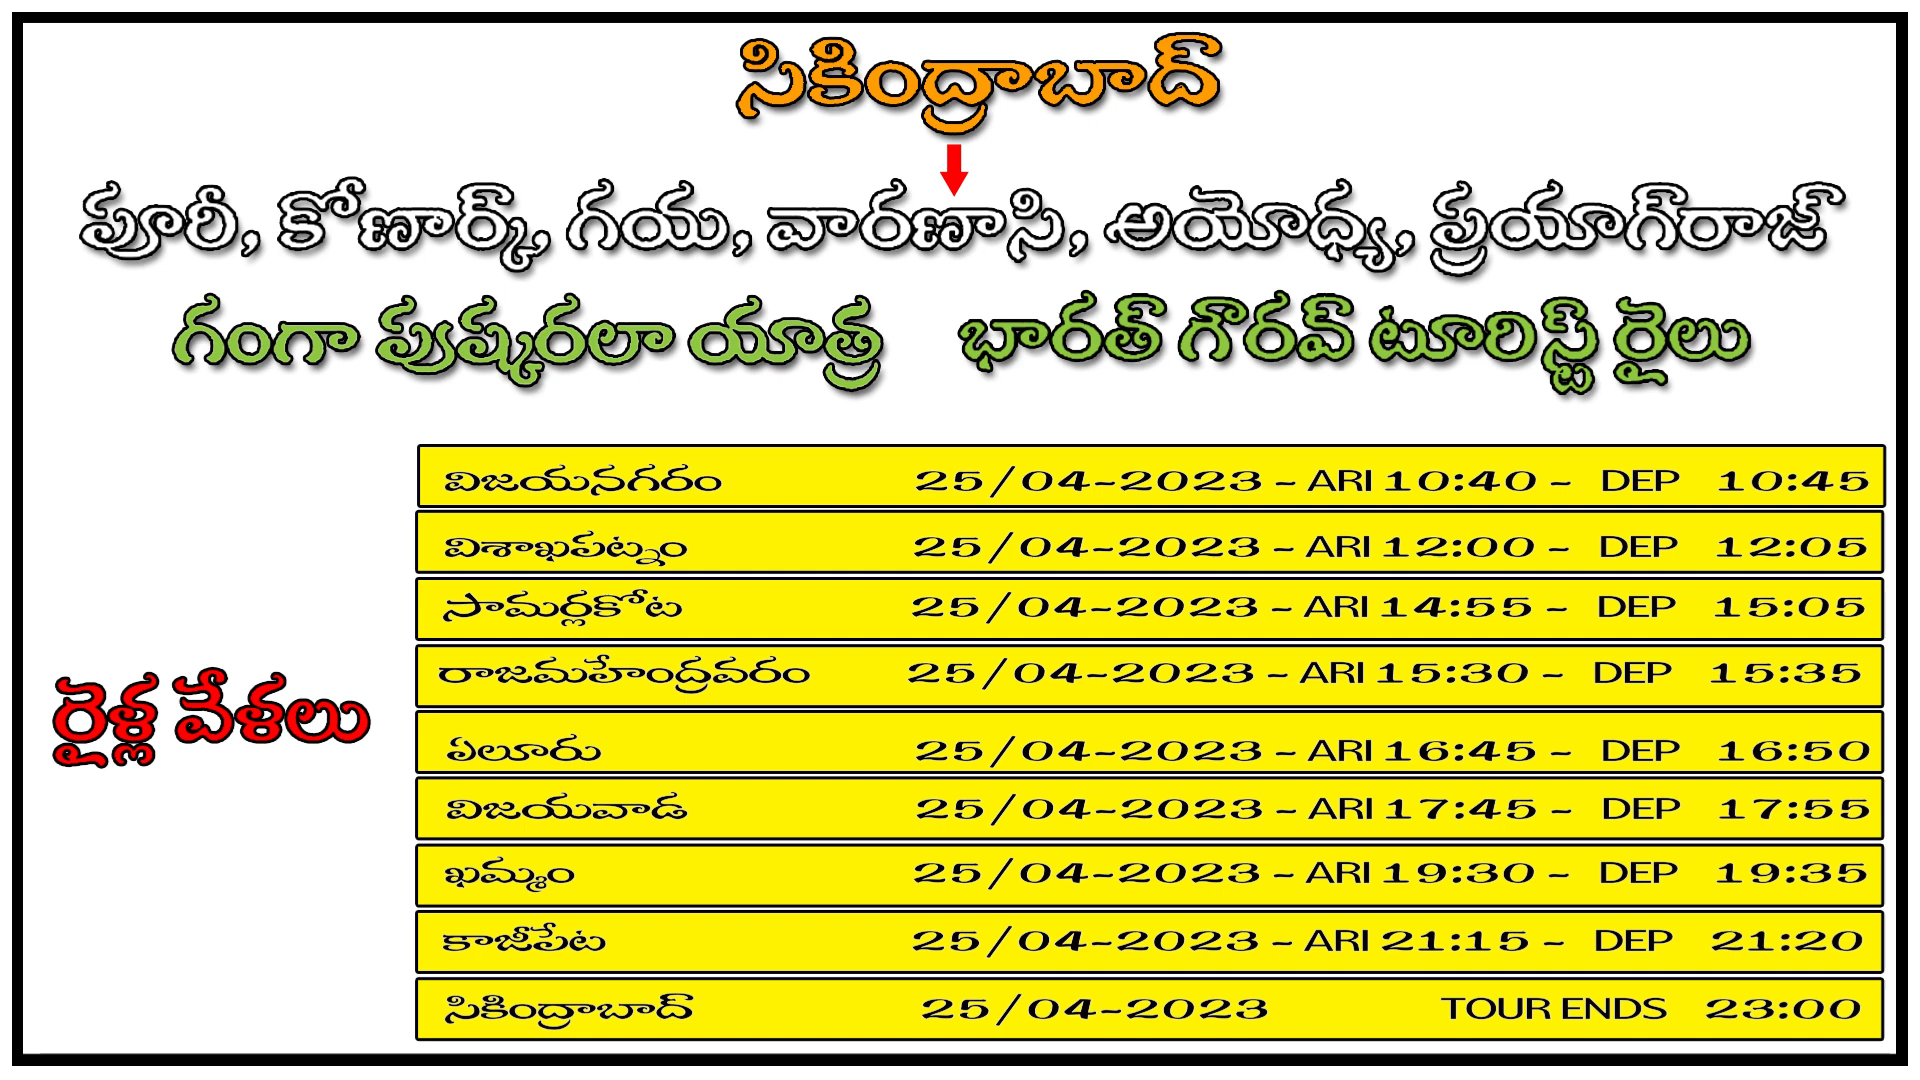 సికింద్రాబాద్
పూరీ, కోణార్క్, గయ, వారణాసి, అయోధ్య, ప్రయాగ్‌రాజ్
గంగా పుష్కరలా యాత్ర భారత్ గౌరవ్ టూరిస్ట్ రైలు
రైళ్ల వేళలు
విజయనగరం 25/04-2023 - ARI 10:40 - DEP 10:45
విశాఖపట్నం 25/04-2023 - ARI 12:00 - DEP 12:05
సామర్లకోట 25/04-2023 - ARI 14:55 - DEP 15:05
రాజమహేంద్రవరం 25/04-2023 - ARI 15:30 - DEP 15:35
ఏలూరు 25/04-2023 - ARI 16:45 - DEP 16:50
విజయవాడ 25/04-2023 - ARI 17:45 - DEP 17:55
ఖమ్మం 25/04-2023 - ARI 19:30 - DEP 19:35
కాజీపేట 25/04-2023 - ARI 21:15 - DEP 21:20
సికింద్రాబాద్ 25/04-2023 TOUR ENDS 23:00